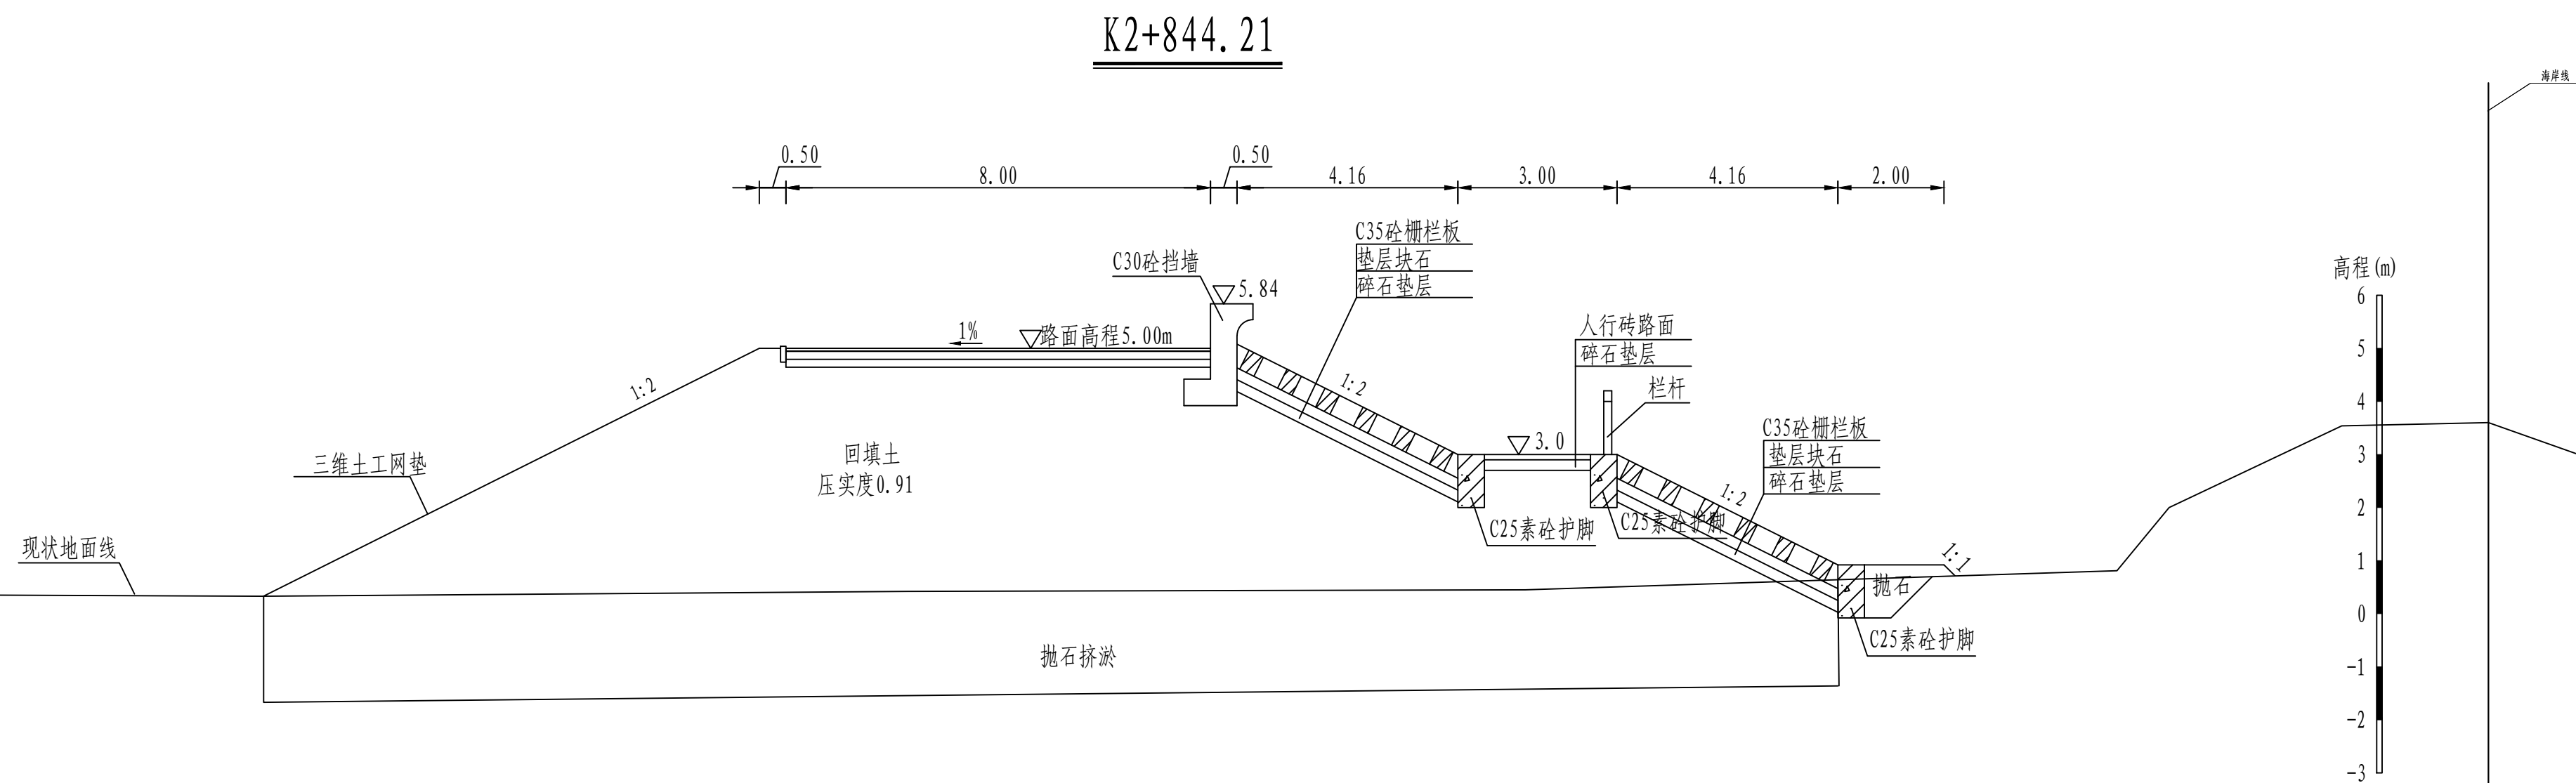 K2+844.21
海岸线
0.50
8.00
0.50
4.16
3.00
4.16
2.00
C35砼栅栏板
垫层块石
碎石垫层
C30砼挡墙
5.84
高程(m)
6
5
4
3
2
1
0
-1
-2
-3
1%
路面高程5.00m
人行砖路面
碎石垫层
栏杆
1:2
1:2
3.0
C35砼栅栏板
垫层块石
碎石垫层
回填土
压实度0.91
三维土工网垫
1:2
C25素砼护脚
C25素砼护脚
现状地面线
1:1
抛石
C25素砼护脚
抛石挤淤